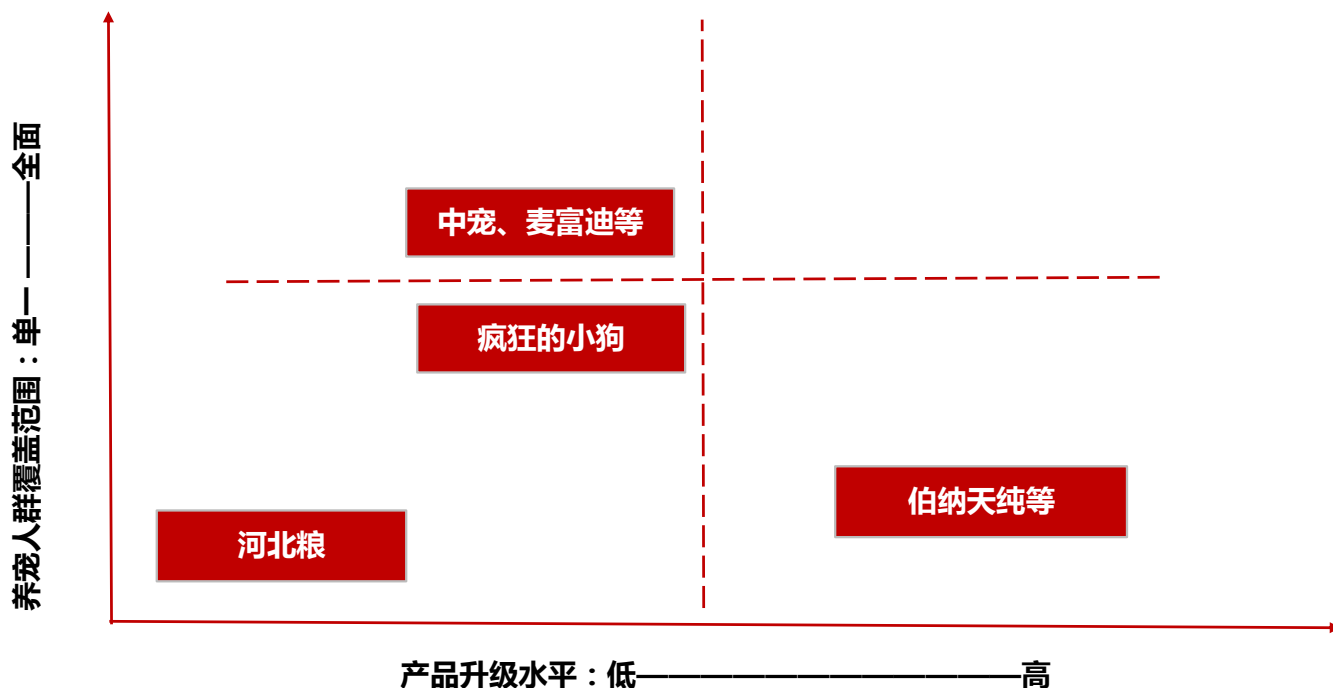 养宠人群覆盖范围：单一 ———全面
中宠、麦富迪等
疯狂的小狗
伯纳天纯等
河北粮
产品升级水平：低————————————高